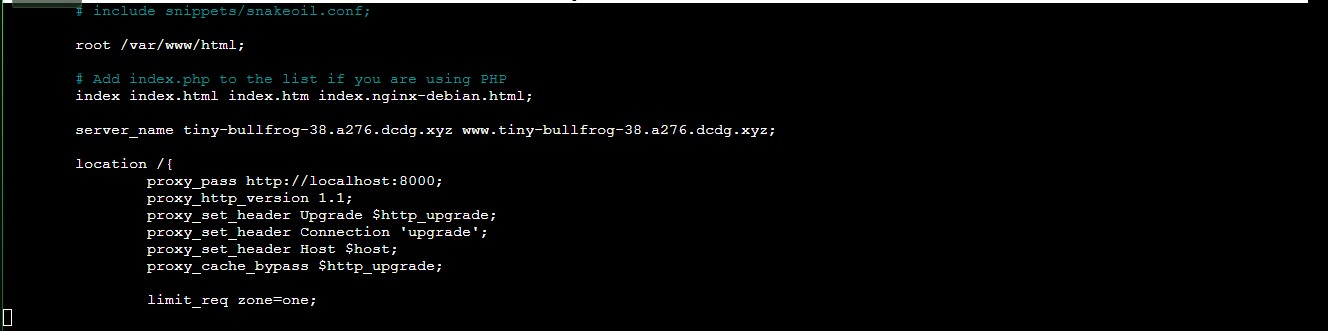 # include snippets/snakeoil.conf;
root /var/www/html;
# Add index.php to the list if you are using PHP
index index.html index.htm index.nginx-debian.html;
server_name tiny-bullfrog-38.a276.dcdg.xyz www.tiny-bullfrog-38.a276.dcdg.xyz;
location /{
proxy_pass http://localhost:8000;
proxy_http_version 1.1;
proxy_set_header Upgrade $http_upgrade;
proxy_set_header Connection 'upgrade';
proxy_set_header Host $host;
proxy_cache_bypass $http_upgrade;
limit_req zone=one;